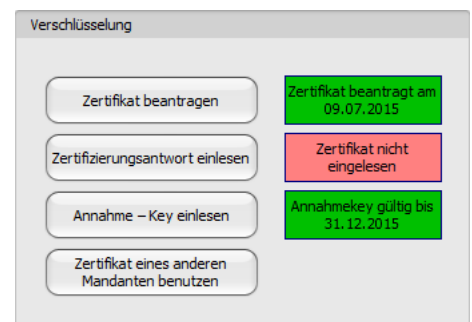 Verschlüsselung
Zertifikat beantragen
Zertifikat beantragt am
09.07.2015
Zertifizierungsantwort einlesen
Zertifikat nicht
eingelesen
Annahme – Key einlesen
Annahmekey gültig bis
31.12.2015
Zertifikat eines anderen
Mandanten benutzen